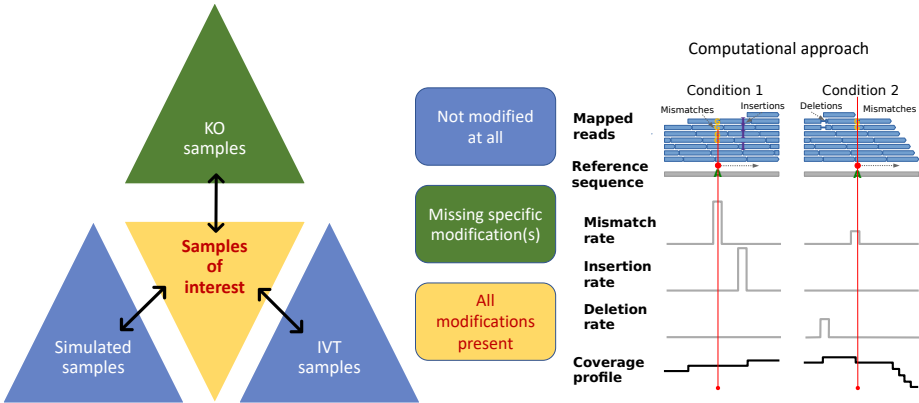 KO
samples
Samples
of
interest
Simulated
samples
IVT
samples
Not modified
at all
Missing specific
modification(s)
All
modifications
present
Computational approach
Condition 1
Condition 2
Mismatches
Insertions
Deletions
Mismatches
Mapped
reads
Reference
sequence
A
A
Mismatch
rate
Insertion
rate
Deletion
rate
Coverage
profile